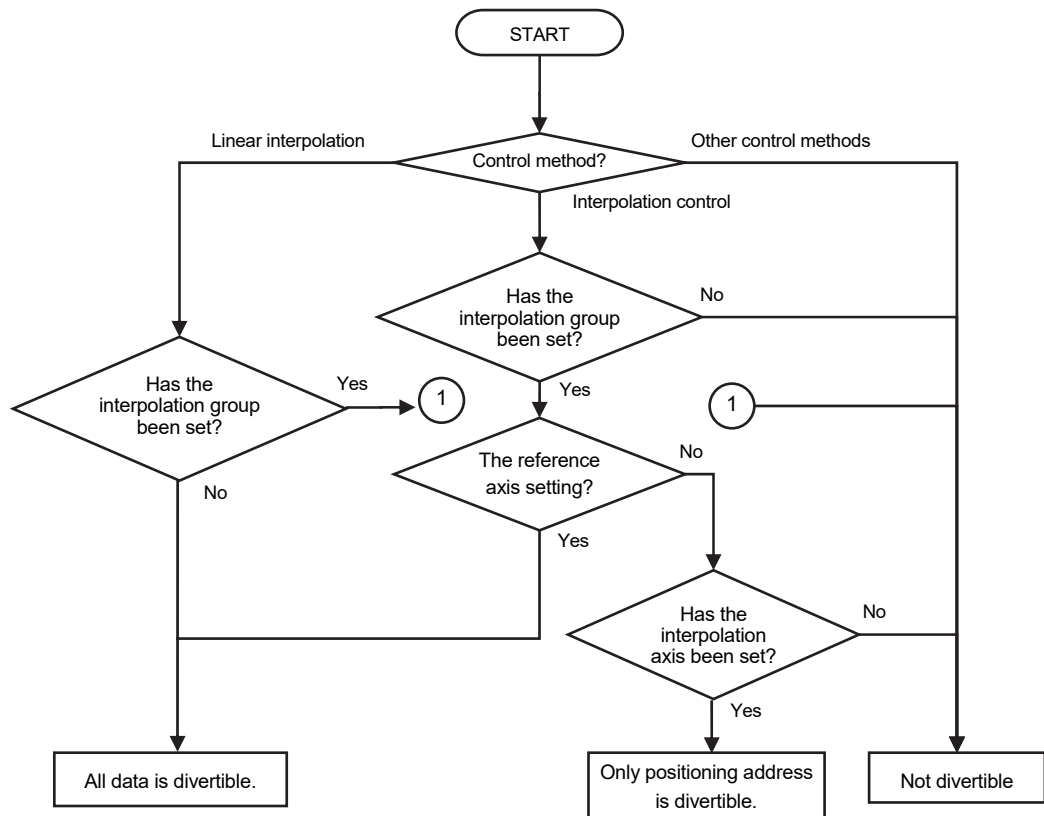 START
Linear interpolation
Other control methods
Control method?
Interpolation control
Has the
interpolation group
been set?
No
Yes
Has the
interpolation group
been set?
Yes
1
1
No
The reference
axis setting?
No
Yes
Has the
interpolation
axis been set?
No
Yes
All data is divertible.
Only positioning address
is divertible.
Not divertible